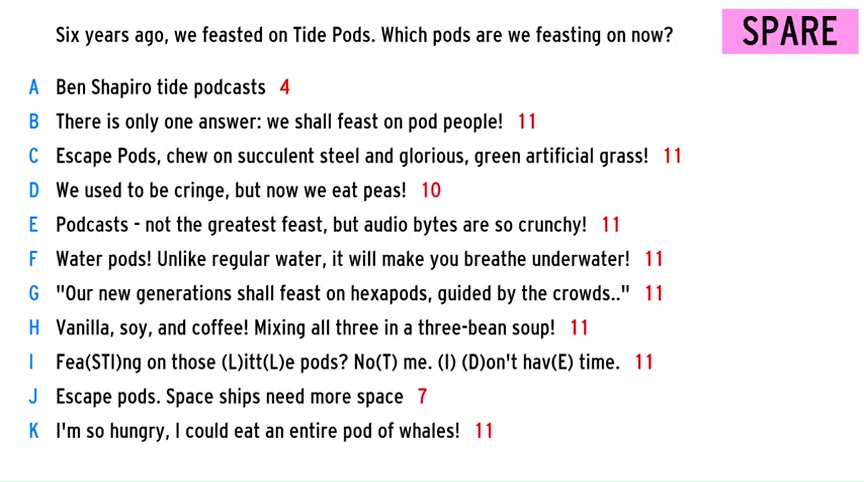 Six years ago, we feasted on Tide Pods. Which pods are we feasting on now?
SPARE
A Ben Shapiro tide podcasts 4
B There is only one answer: we shall feast on pod people! 11
C Escape Pods, chew on succulent steel and glorious, green artificial grass! 11
D We used to be cringe, but now we eat peas! 10
E Podcasts - not the greatest feast, but audio bytes are so crunchy! 11
F Water pods! Unlike regular water, it will make you breathe underwater! 11
G "Our new generations shall feast on hexapods, guided by the crowds.." 11
H Vanilla, soy, and coffee! Mixing all three in a three-bean soup! 11
I Fea(STI)ng on those (L)itt(L)e pods? No(T) me. (I) (D)on't hav(E) time. 11
J Escape pods. Space ships need more space 7
K I'm so hungry, I could eat an entire pod of whales! 11